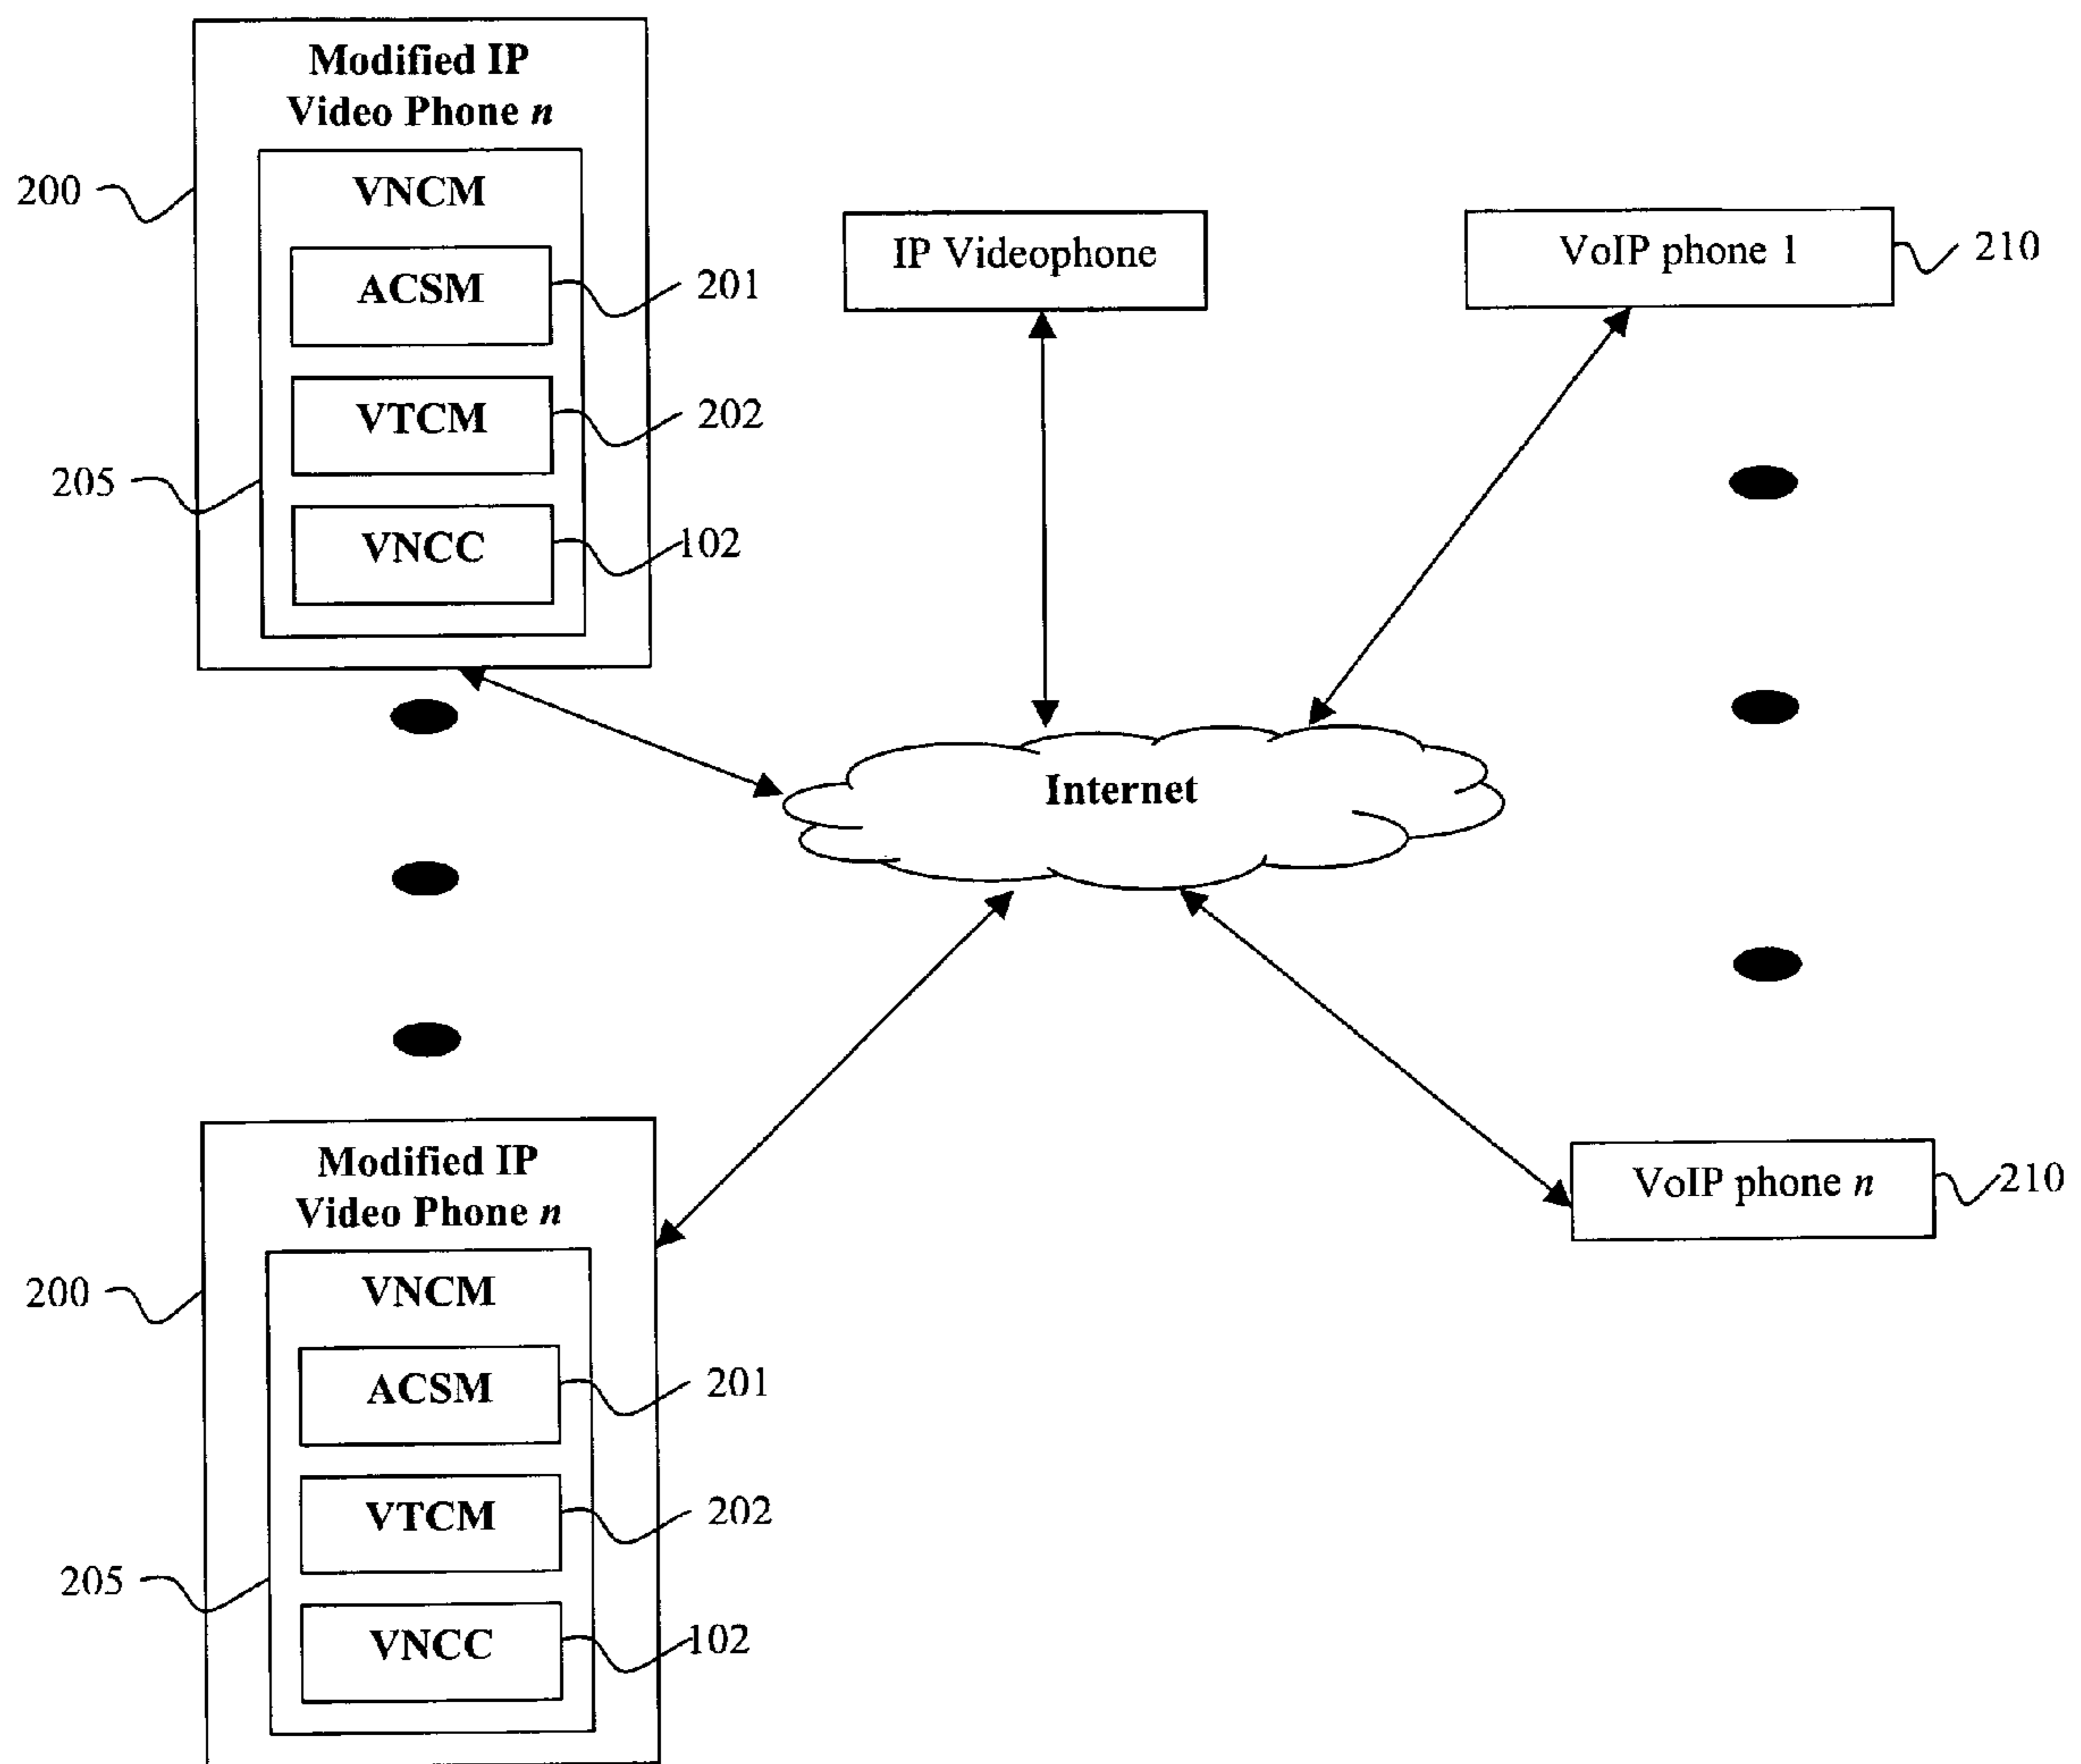 Modified IP
Video Phone n
200
VNCM
ACSM
201
VTCM
202
205
VNCC
102
IP Videophone
VoIP phone 1
210
Internet
Modified IP
Video Phone n
200
VNCM
ACSM
201
VTCM
202
205
VNCC
102
VoIP phone n
210